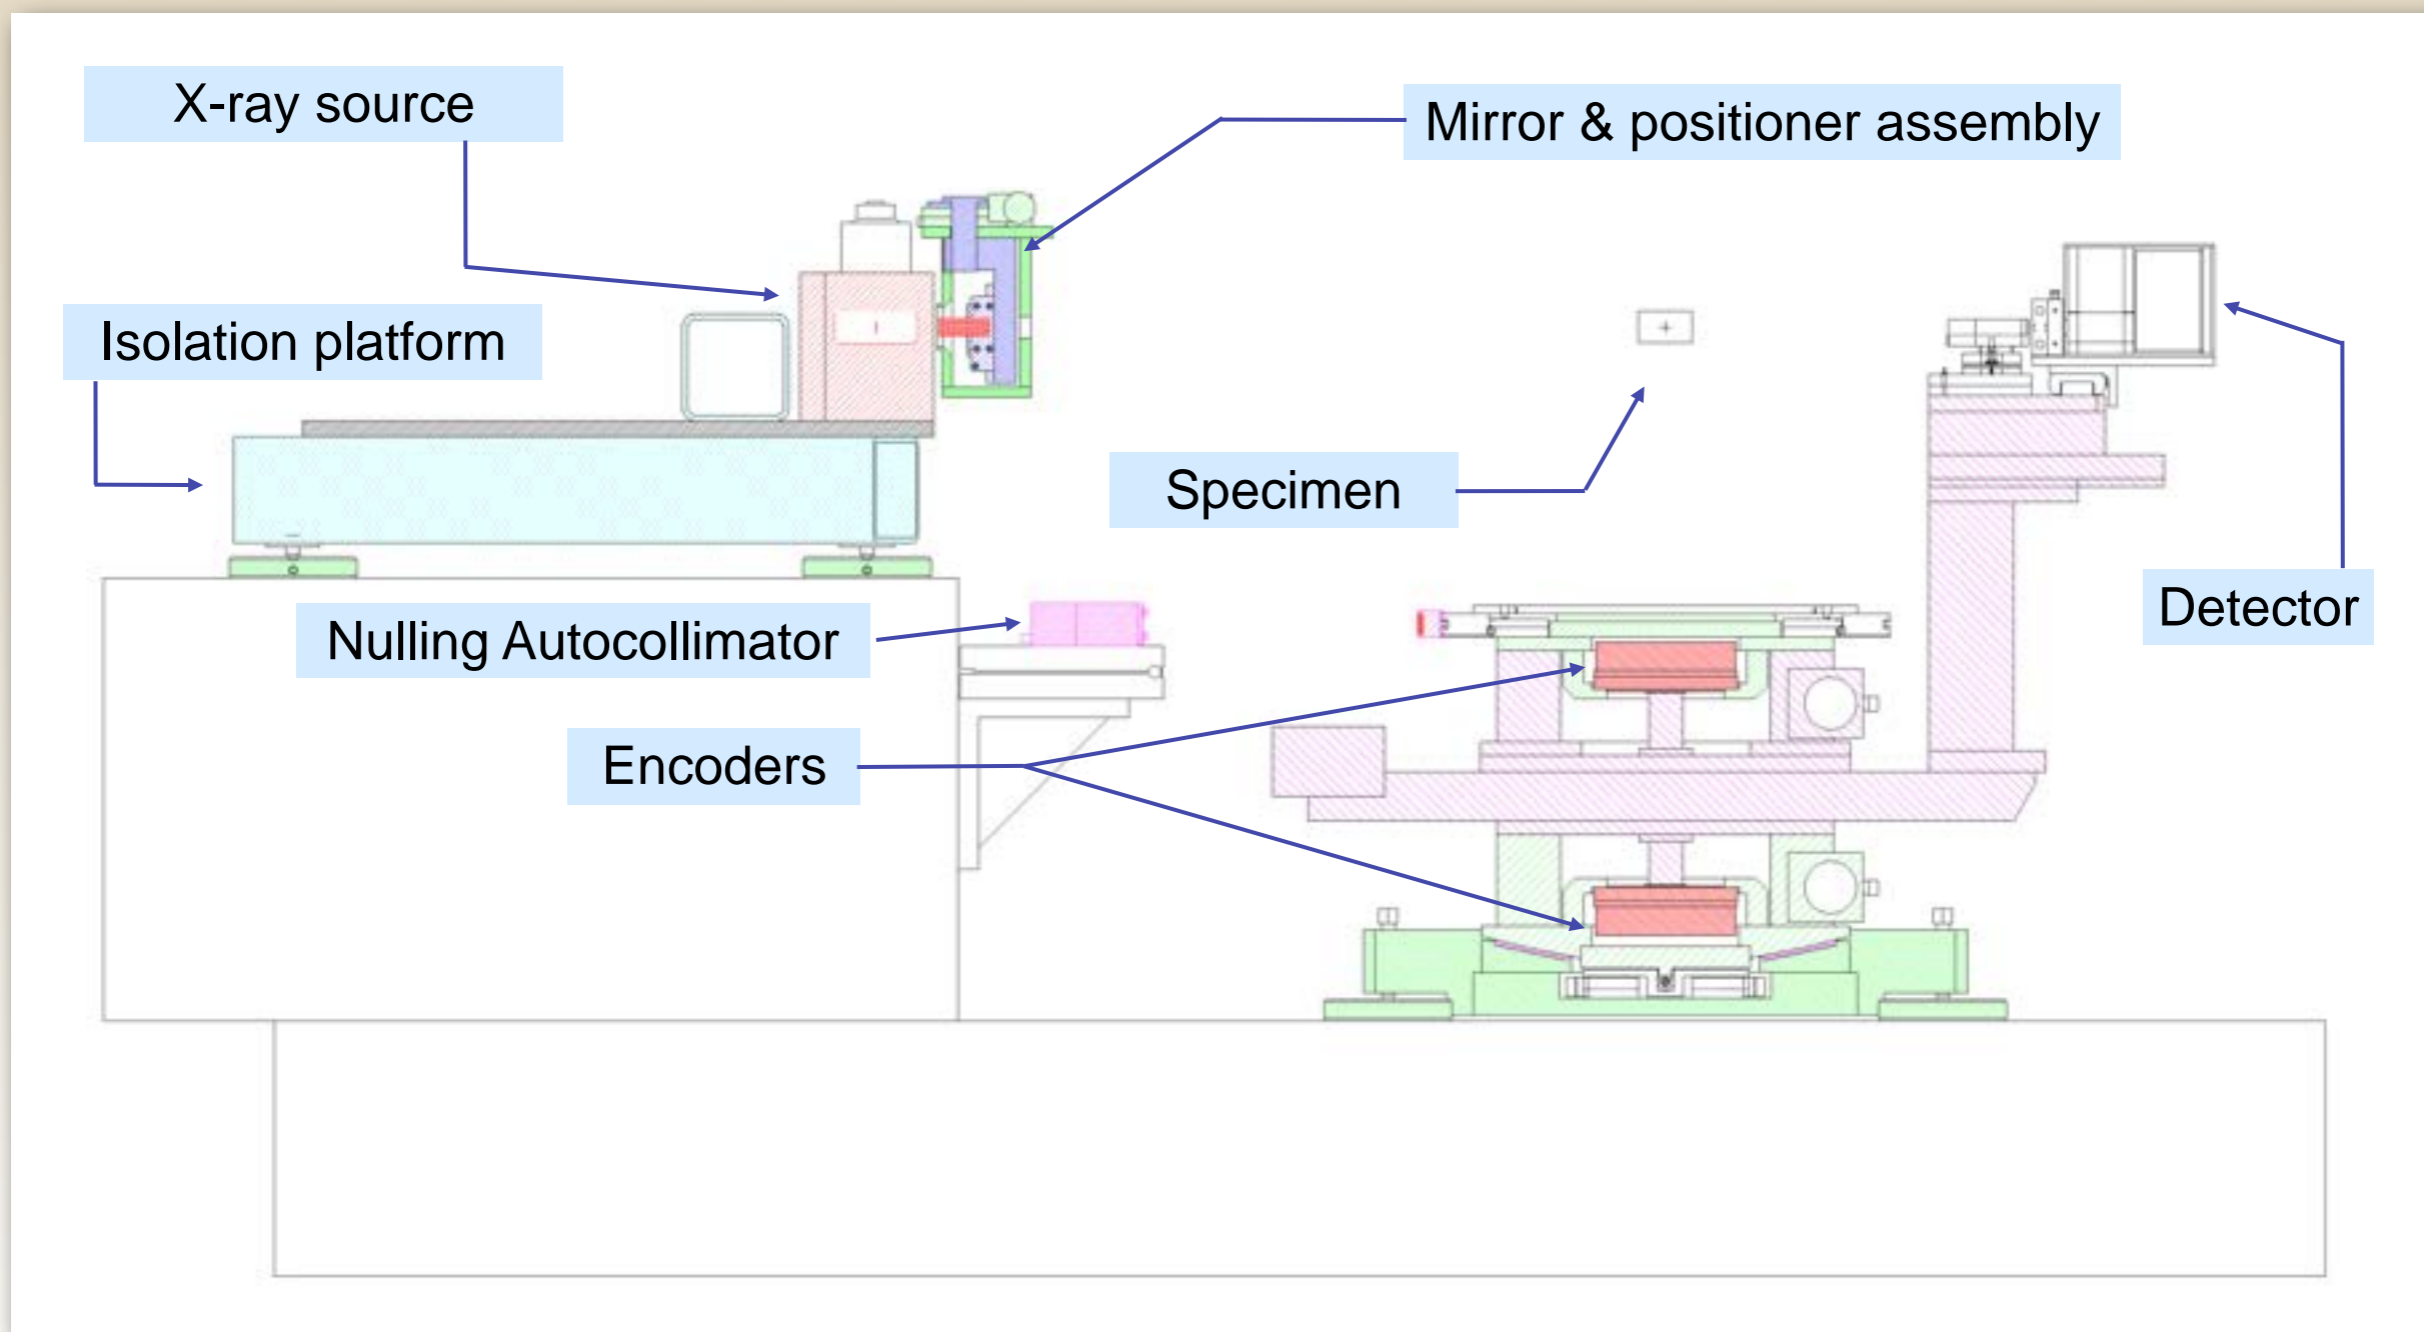 X-ray source
Mirror & positioner assembly
Isolation platform
Specimen
Detector
Nulling Autocollimator
Encoders